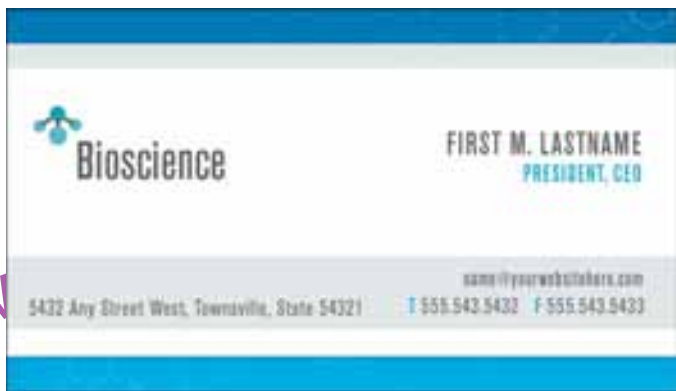 Bioscience
FIRST M. LASTNAME
PRESIDENT, CEO
name@yourwebsitehere.com
5432 Any Street West, Townsville, State 54321
T 555.543.5432 F 555.543.5433